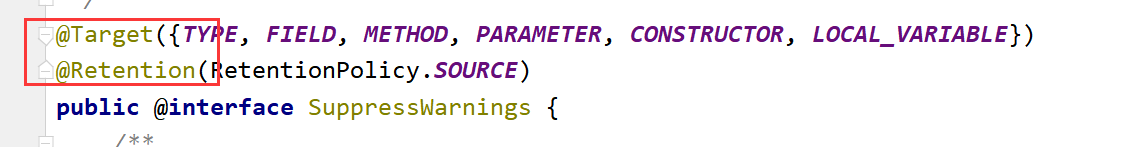 /
@Target({TYPE, FIELD, METHOD, PARAMETER, CONSTRUCTOR, LOCAL_VARIABLE})
@Retention(RetentionPolicy.SOURCE)
public @interface SuppressWarnings {
/**